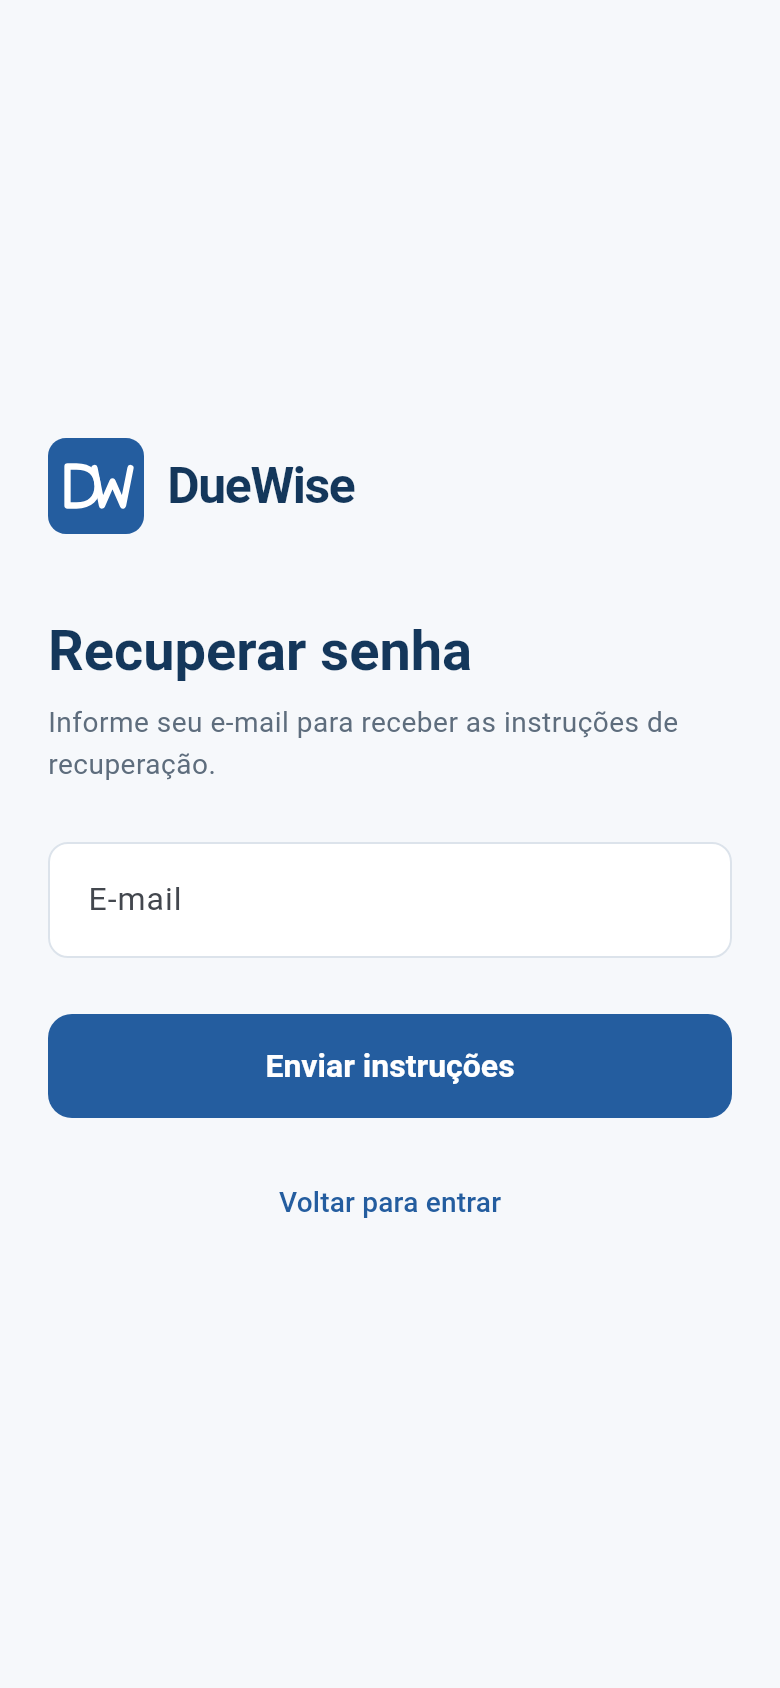 DW DueWise
Recuperar senha
Informe seu e-mail para receber as instruções de
recuperação.
E-mail
Enviar instruções
Voltar para entrar